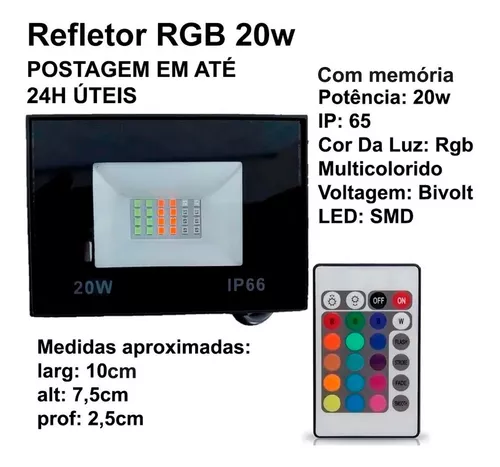 Refletor RGB 20w
POSTAGEM EM ATÉ
24H ÚTEIS
Com memória
Potência: 20w
IP: 65
Cor Da Luz: Rgb
Multicolorido
Voltagem: Bivolt
LED: SMD
20W
IP66
Medidas aproximadas:
larg: 10cm
alt: 7,5cm
prof: 2,5cm
OFF
ON
R
G
B
W
FLASH
STROBE
FADE
SMOOTH